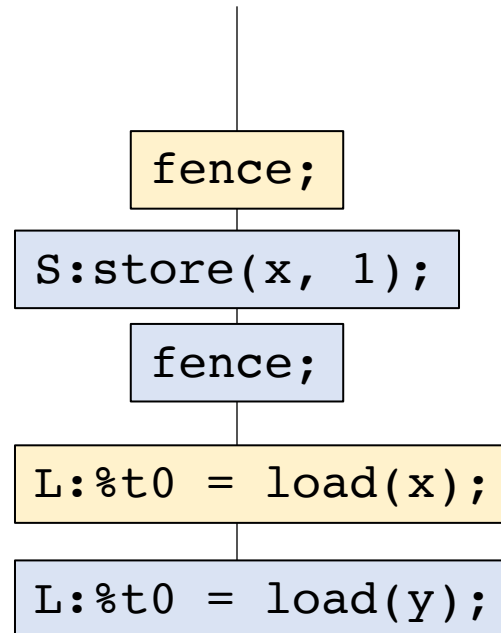 fence;
S:store(x, 1);
fence;
L:%t0 = load(x);
L:%t0 = load(y);